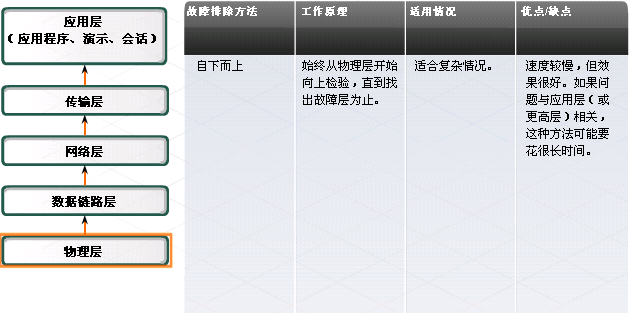 应用层
（应用程序、演示、会话）
传输层
网络层
数据链路层
物理层
故障排除方法
工作原理
适用情况
优点/缺点
自下而上
始终从物理层开始
向上检验，直到找
出故障层为止。
适合复杂情况。
速度较慢，但效
果很好。如果问
题与应用层（或
更高层）相关，
这种方法可能要
花很长时间。